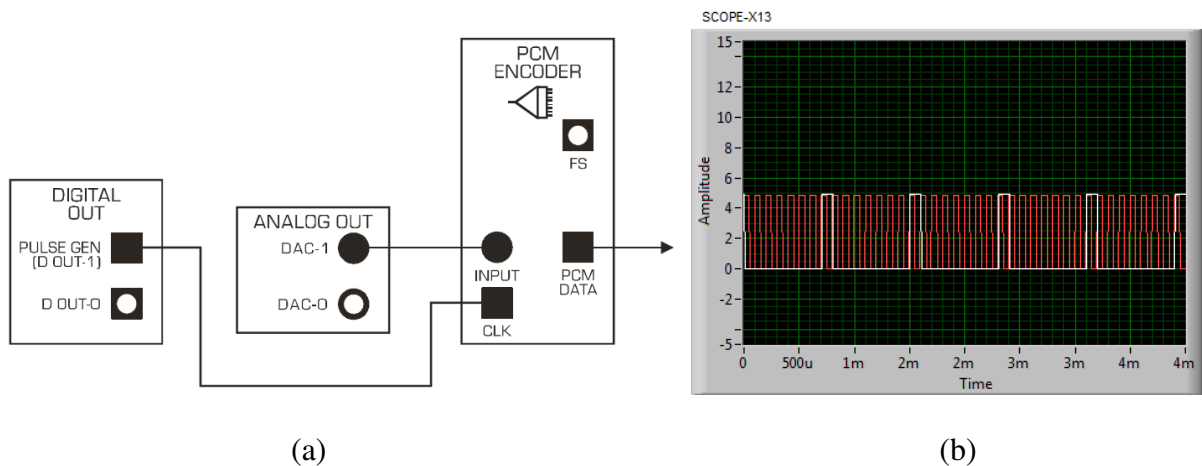 DIGITAL
OUT
PULSE GEN
(D OUT-1)
D OUT-0
ANALOG OUT
DAC-1
DAC-0
PCM
ENCODER
FS
INPUT
PCM
DATA
CLK
(a)
SCOPE-X13
Amplitude
15
10
8
6
4
2
0
-2
-5
0 500u 1m 2m 2m 3m 3m 4m 4m
Time
(b)